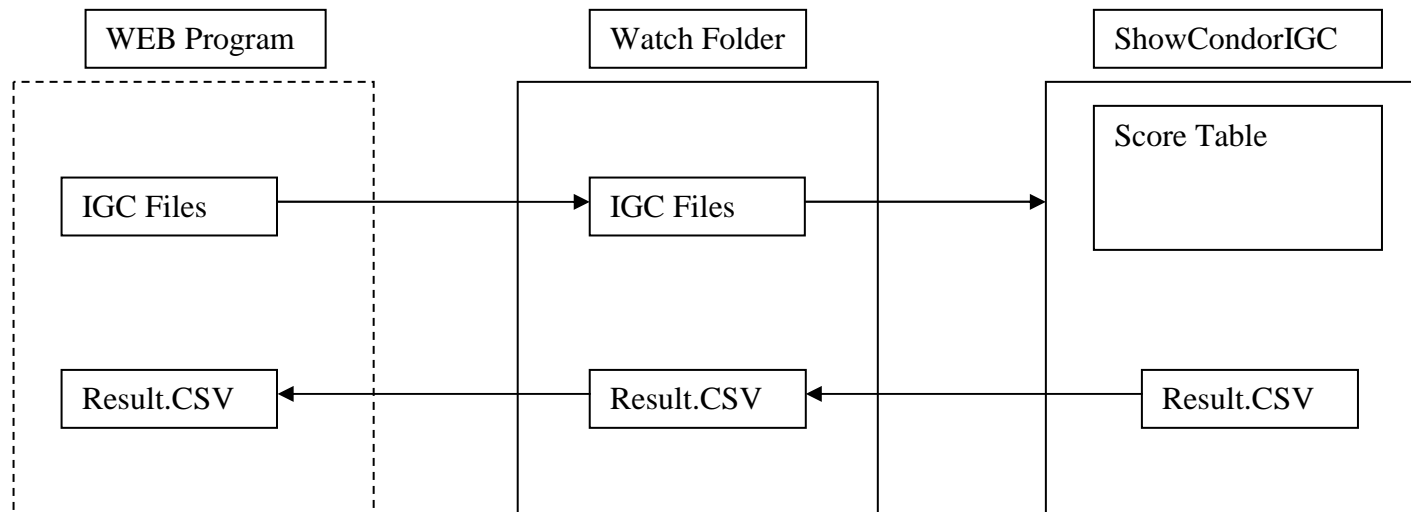 WEB Program
Watch Folder
ShowCondorIGC
Score Table
IGC Files
IGC Files
Result.CSV
Result.CSV
Result.CSV